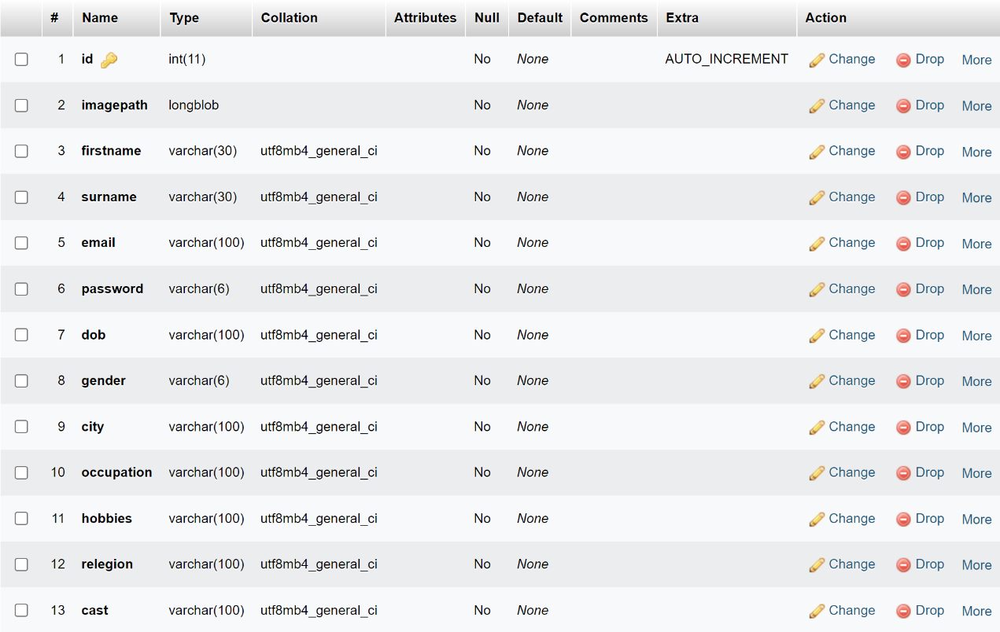 # Name Type Collation Attributes Null Default Comments Extra Action
1 id int(11) No None AUTO_INCREMENT Change Drop More
2 imagepath longblob No None Change Drop More
3 firstname varchar(30) utf8mb4_general_ci No None Change Drop More
4 surname varchar(30) utf8mb4_general_ci No None Change Drop More
5 email varchar(100) utf8mb4_general_ci No None Change Drop More
6 password varchar(6) utf8mb4_general_ci No None Change Drop More
7 dob varchar(100) utf8mb4_general_ci No None Change Drop More
8 gender varchar(6) utf8mb4_general_ci No None Change Drop More
9 city varchar(100) utf8mb4_general_ci No None Change Drop More
10 occupation varchar(100) utf8mb4_general_ci No None Change Drop More
11 hobbies varchar(100) utf8mb4_general_ci No None Change Drop More
12 relegion varchar(100) utf8mb4_general_ci No None Change Drop More
13 cast varchar(100) utf8mb4_general_ci No None Change Drop More